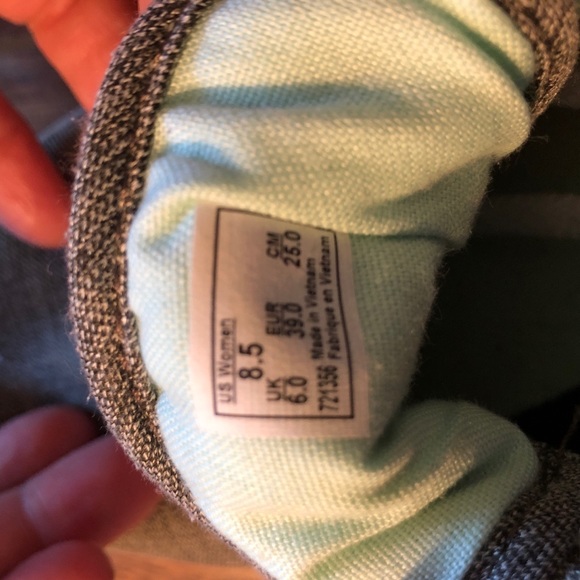 US Women
8.5
UK EUR CM
6.0 39.0 25.0
721356 Made in Vietnam
Fabrique en Vietnam